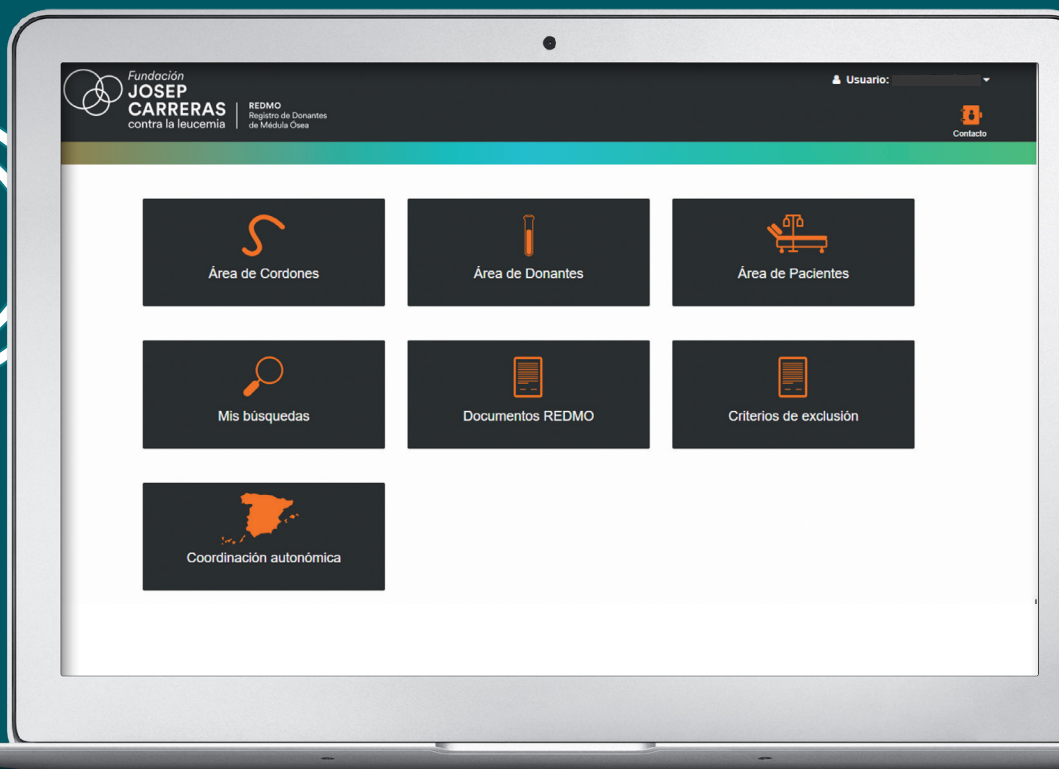 Fundación
JOSEP
CARRERAS
contra la leucemia
REDMO
Registro de Donantes
de Médula Ósea
Usuario:
Contacto
Área de Cordones
Área de Donantes
Área de Pacientes
Mis búsquedas
Documentos REDMO
Criterios de exclusión
Coordinación autonómica